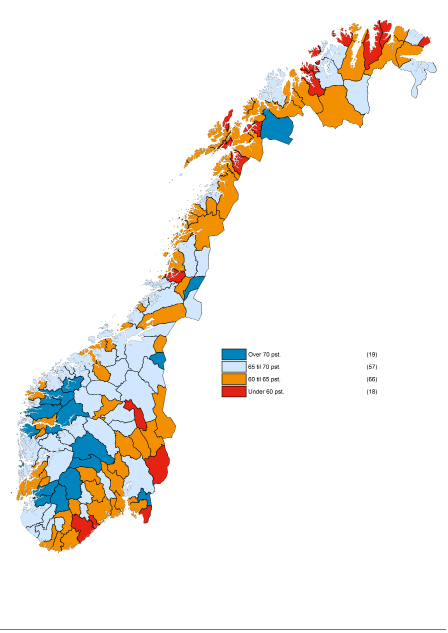 Over 70 pst. (19)
65 til 70 pst. (57)
60 til 65 pst. (66)
Under 60 pst. (18)